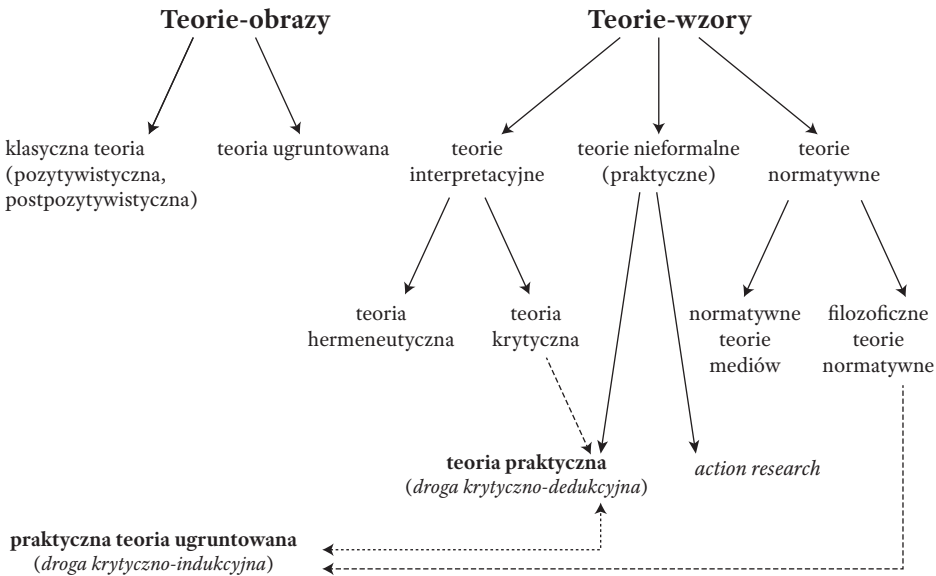 Teorie-obrazy
Teorie-wzory
klasyczna teoria
(pozytywistyczna,
postpozytywistyczna)
teoria ugruntowana
teorie
interpretacyjne
teorie nieformalne
(praktyczne)
teorie
normatywne
teoria
hermeneutyczna
teoria
krytyczna
normatywne
teorie
mediów
filozoficzne
teorie
normatywne
teoria praktyczna
(droga krytyczno-dedukcyjna)
action research
praktyczna teoria ugruntowana
(droga krytyczno-indukcyjna)